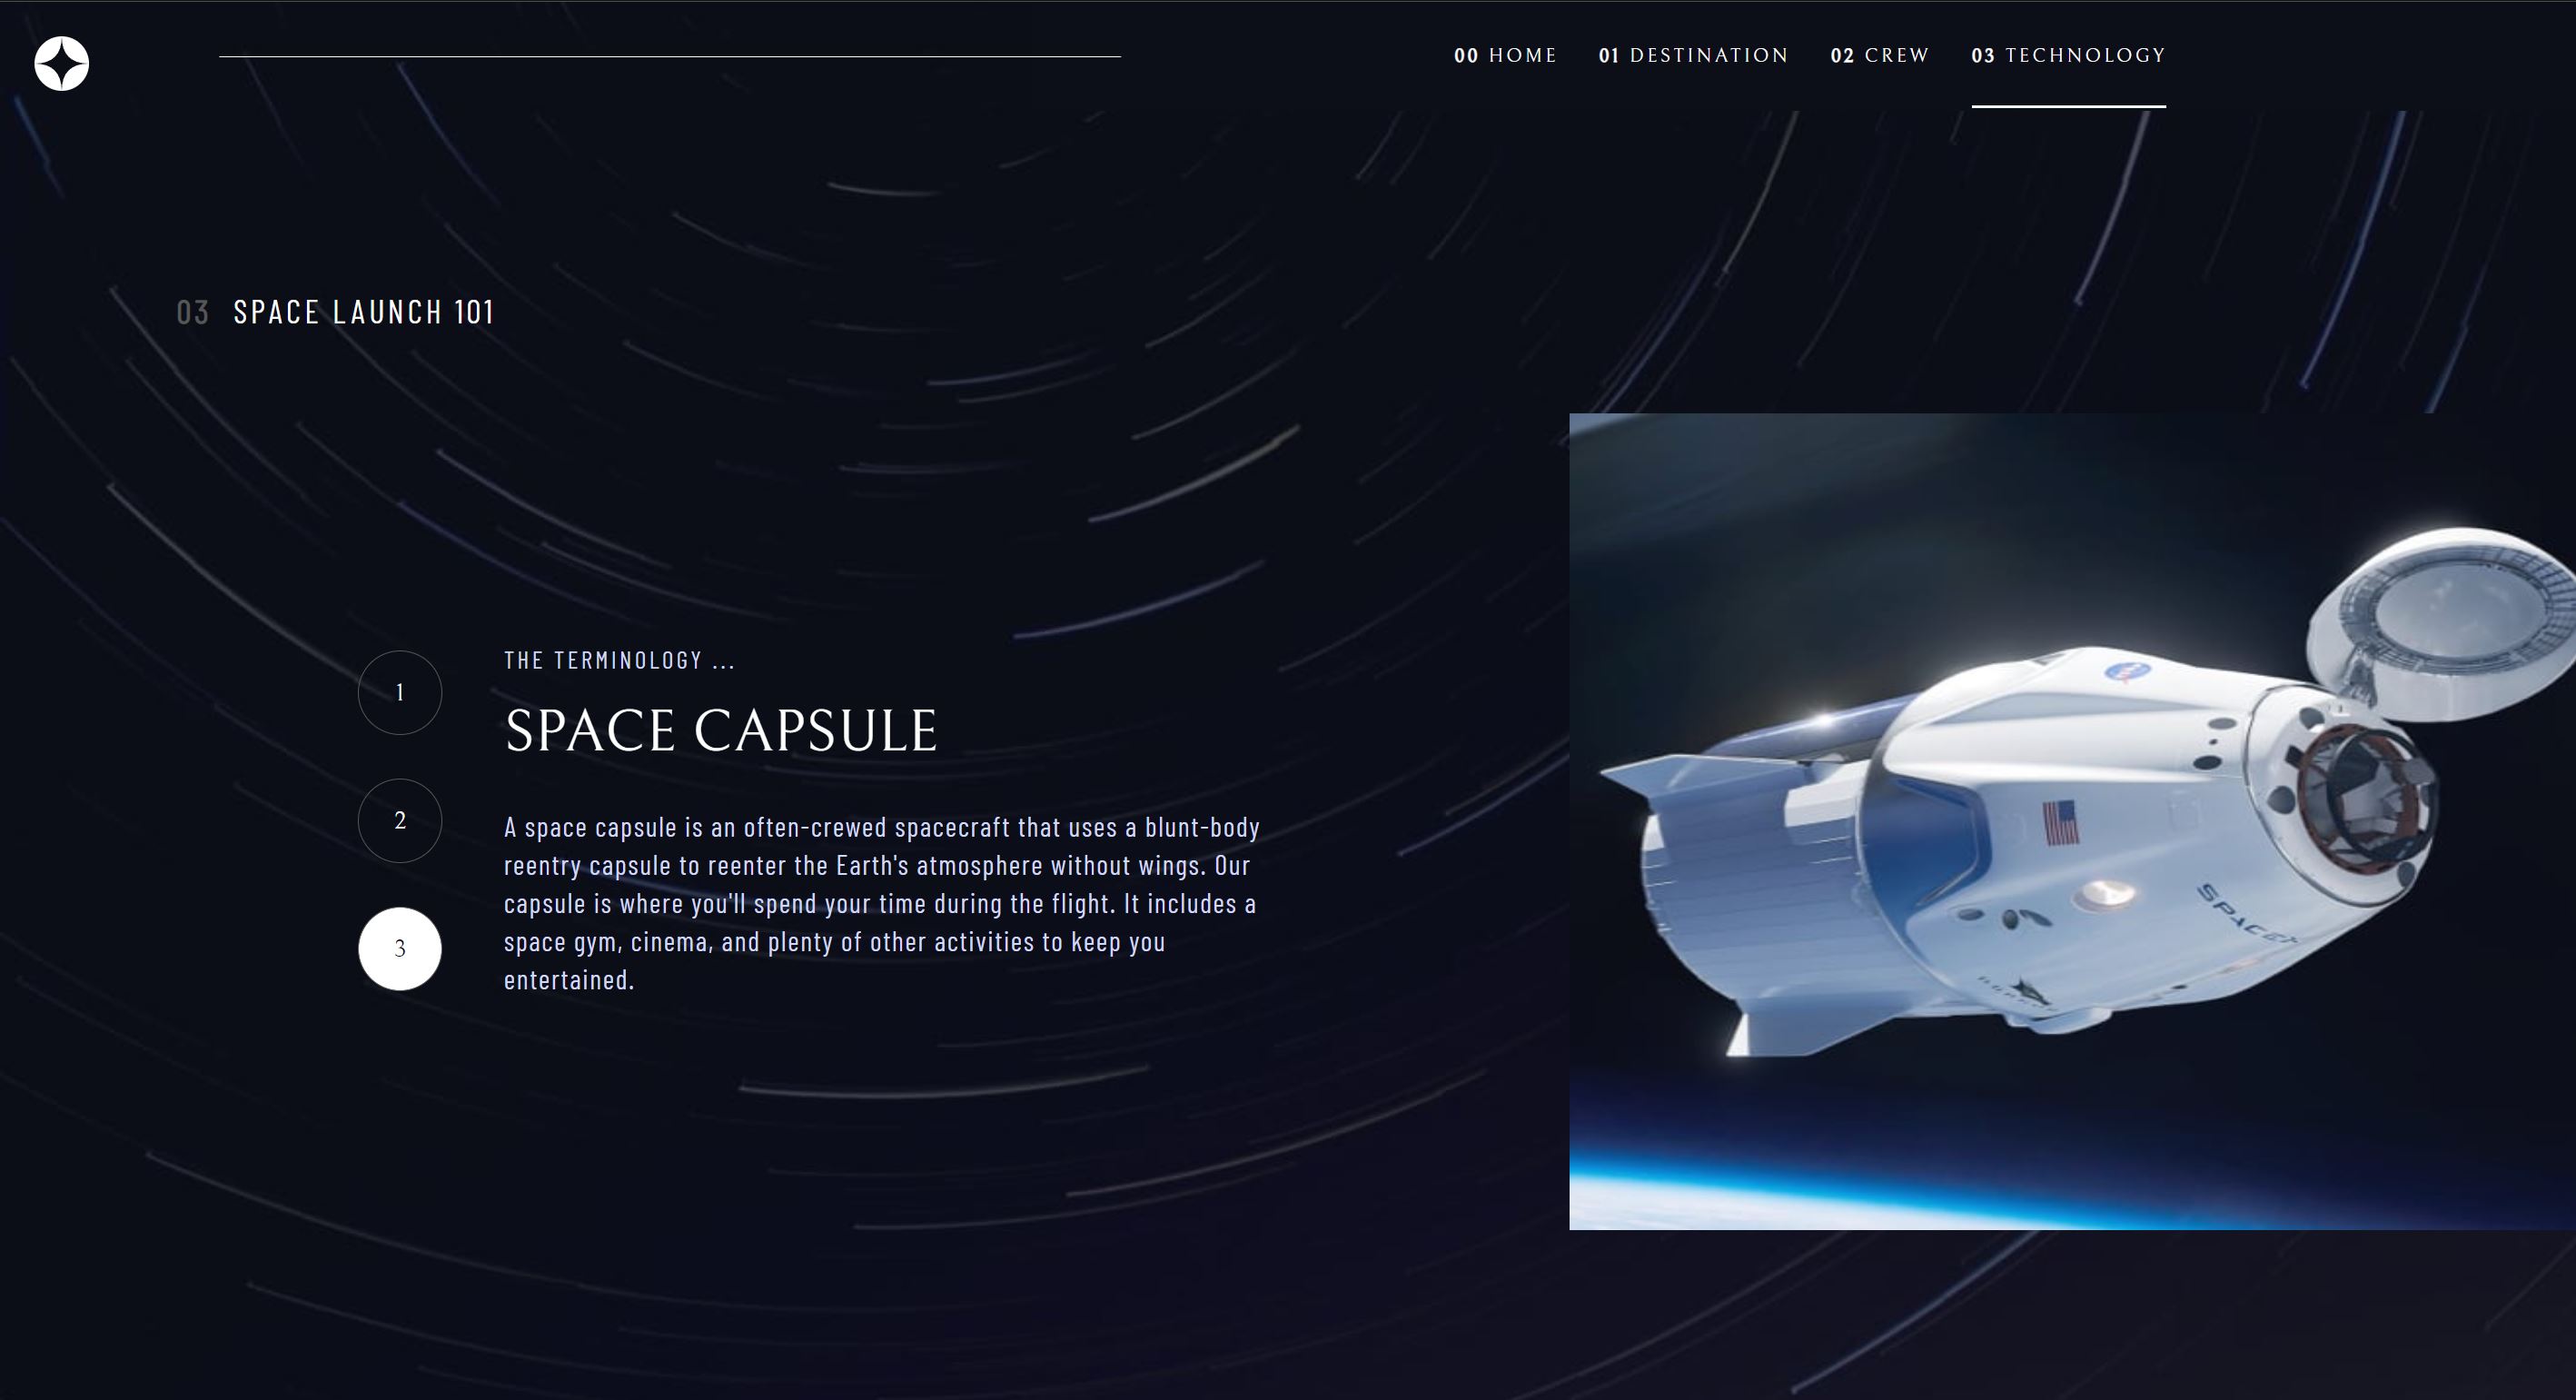 00 HOME 01 DESTINATION 02 CREW 03 TECHNOLOGY
03 SPACE LAUNCH 101
1
2
3
THE TERMINOLOGY ...
SPACE CAPSULE
A space capsule is an often-crewed spacecraft that uses a blunt-body
reentry capsule to reenter the Earth's atmosphere without wings. Our
capsule is where you'll spend your time during the flight. It includes a
space gym, cinema, and plenty of other activities to keep you
entertained.
SPACEX